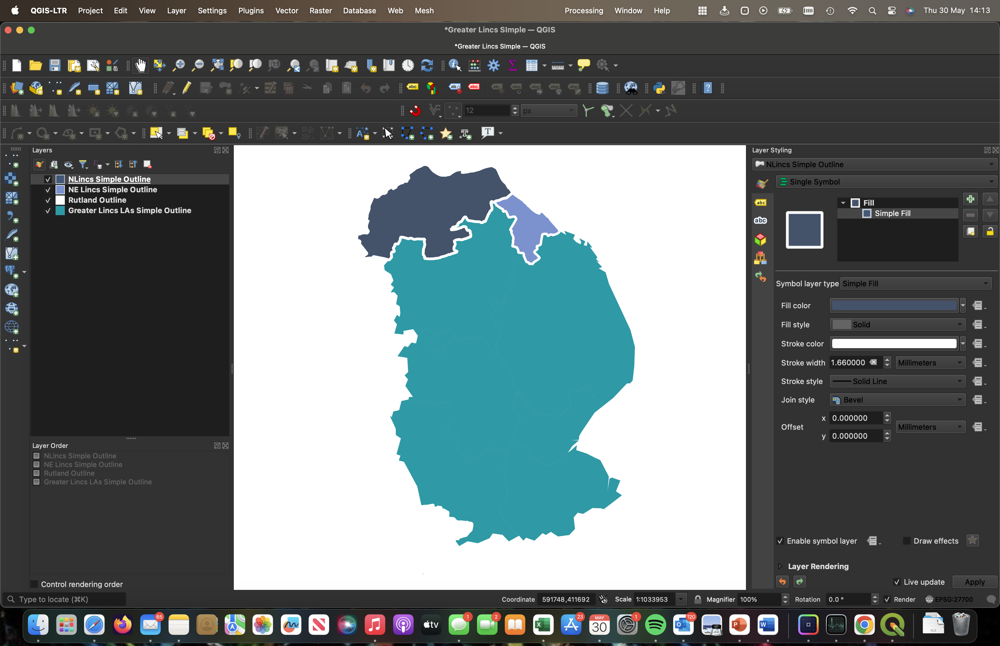 QGIS-LTR Project Edit View Layer Settings Plugins Vector Raster Database Web Mesh Processing Window Help Thu 30 May 14:13
*Greater Lincs SImple — QGIS
*Greater Lincs SImple — QGIS
12 px
Layers
NLincs Simple Outline
NE Lincs Simple Outline
Rutland Outline
Greater Lincs LAs Simple Outline
Layer Order
NLincs Simple Outline
NE Lincs Simple Outline
Rutland Outline
Greater Lincs LAs Simple Outline
Control rendering order
Layer Styling
NLincs Simple Outline
Single Symbol
Fill
Simple Fill
Symbol layer type Simple Fill
Fill color
Fill style Solid
Stroke color
Stroke width 1.660000 Millimeters
Stroke style Solid Line
Join style Bevel
Offset x 0.000000 Millimeters
y 0.000000
Enable symbol layer Draw effects
Layer Rendering
Live update Apply
Type to locate (⌘K) Coordinate 591748,411692 Scale 1:1033953 Magnifier 100% Rotation 0.0 ° Render EPSG:27700
65 tv 1 2 23 MAY 30 1 120